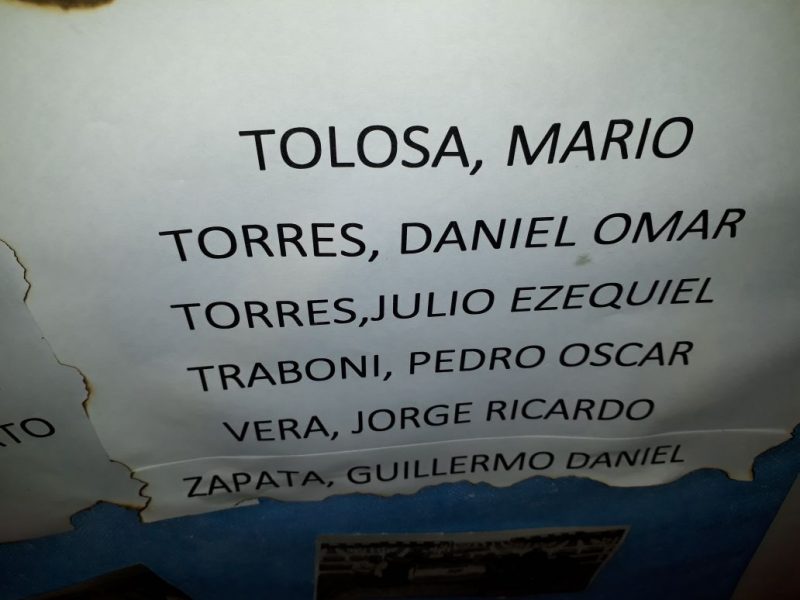 TOLOSA, MARIO
TORRES, DANIEL OMAR
TORRES,JULIO EZEQUIEL
TRABONI, PEDRO OSCAR
VERA, JORGE RICARDO
ZAPATA, GUILLERMO DANIEL